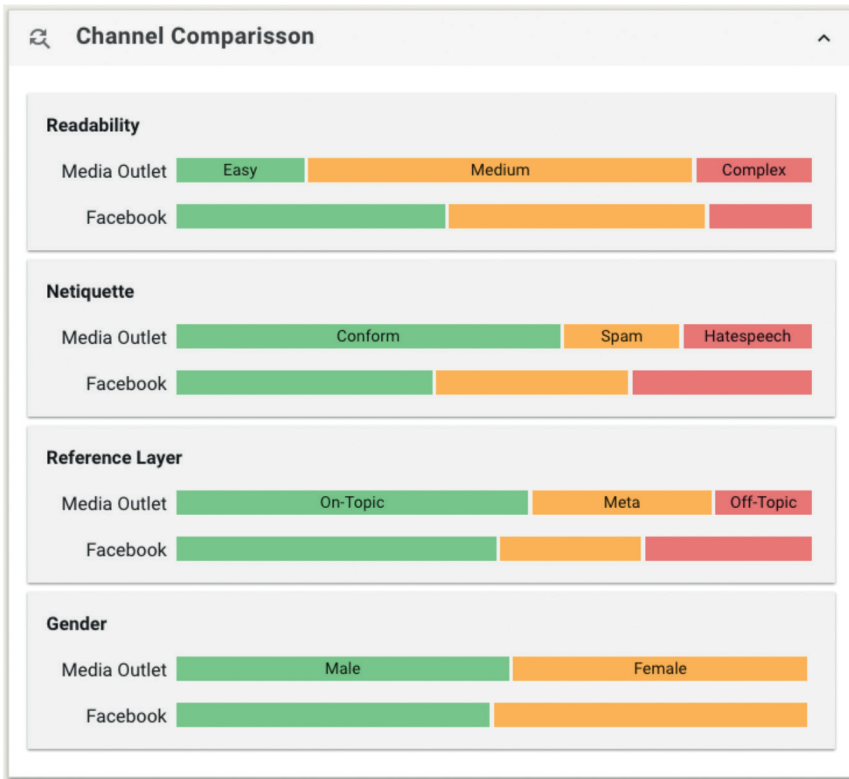 Channel Comparisson
Readability
Media Outlet Easy Medium Complex
Facebook
Netiquette
Media Outlet Conform Spam Hatespeech
Facebook
Reference Layer
Media Outlet On-Topic Meta Off-Topic
Facebook
Gender
Media Outlet Male Female
Facebook